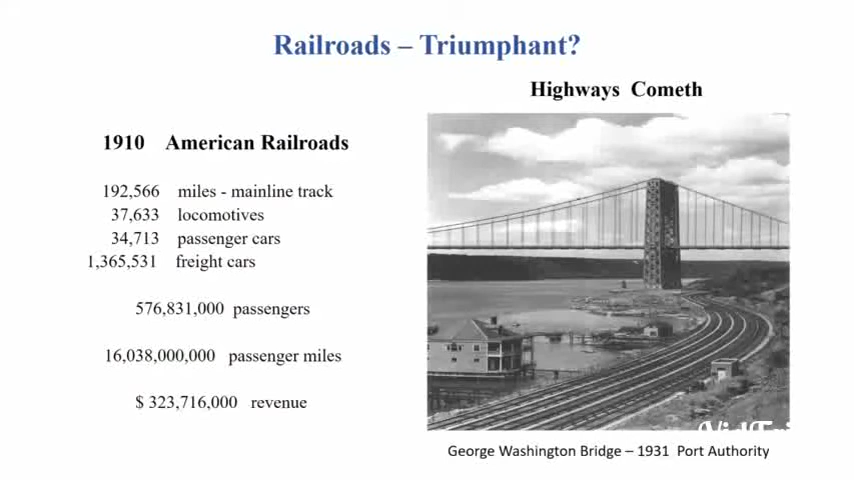 Railroads – Triumphant?
1910 American Railroads
192,566 miles - mainline track
37,633 locomotives
34,713 passenger cars
1,365,531 freight cars
576,831,000 passengers
16,038,000,000 passenger miles
$ 323,716,000 revenue
Highways Cometh
George Washington Bridge – 1931 Port Authority